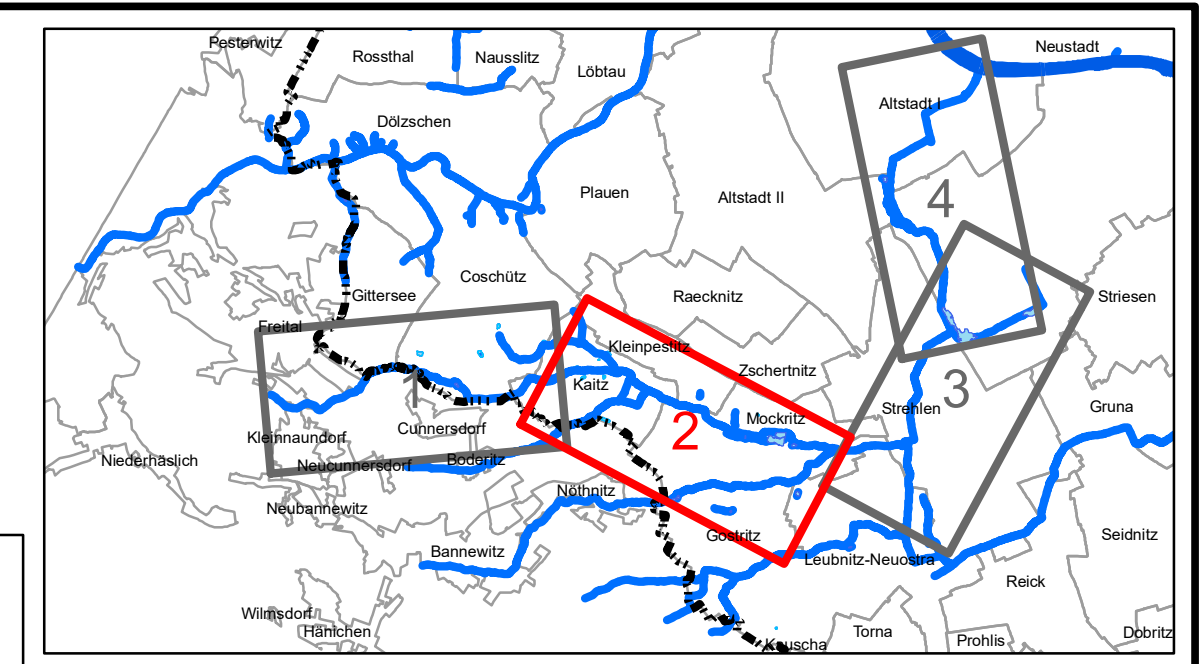 Pesterwitz
Rossthal
Nausslitz
Löbtau
Neustadt
Altstadt I
Dölzschen
Plauen
Altstadt II
4
Coschütz
Gittersee
Raecknitz
Striesen
Freital
Kleinpestitz
Zschertnitz
Kaitz
1
3
Strehlen
Gruna
Mockritz
2
Cunnersdorf
Kleinnaundorf
Niederhäslich
Neucunnersdorf
Boderitz
Nöthnitz
Neubannewitz
Gostritz
Seidnitz
Bannewitz
Leubnitz-Neuostra
Reick
Wilmsdorf
Hänichen
Torna
Dobritz
Kauscha
Prohlis